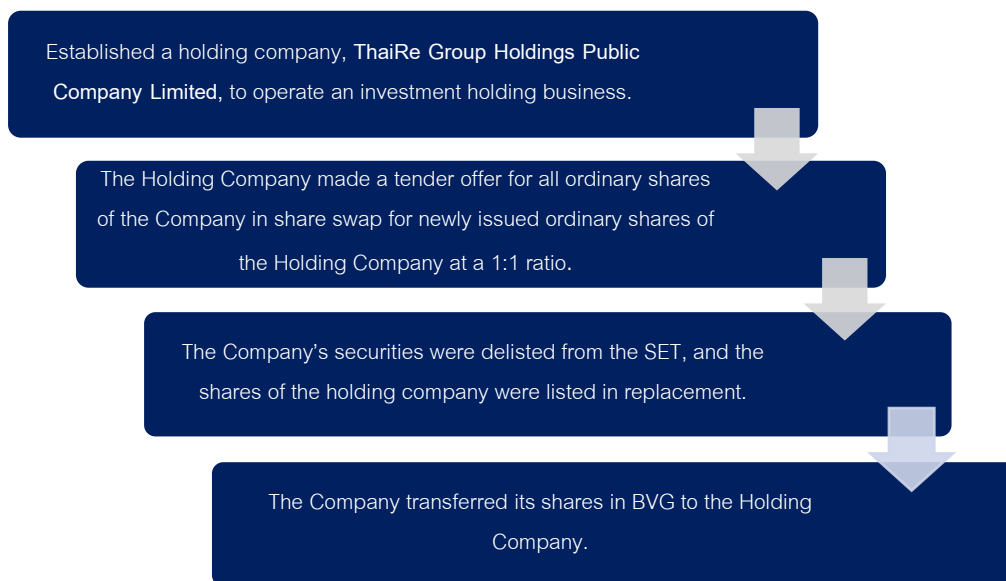 Established a holding company, ThaiRe Group Holdings Public
Company Limited, to operate an investment holding business.
The Holding Company made a tender offer for all ordinary shares
of the Company in share swap for newly issued ordinary shares of
the Holding Company at a 1:1 ratio.
The Company’s securities were delisted from the SET, and the
shares of the holding company were listed in replacement.
The Company transferred its shares in BVG to the Holding
Company.